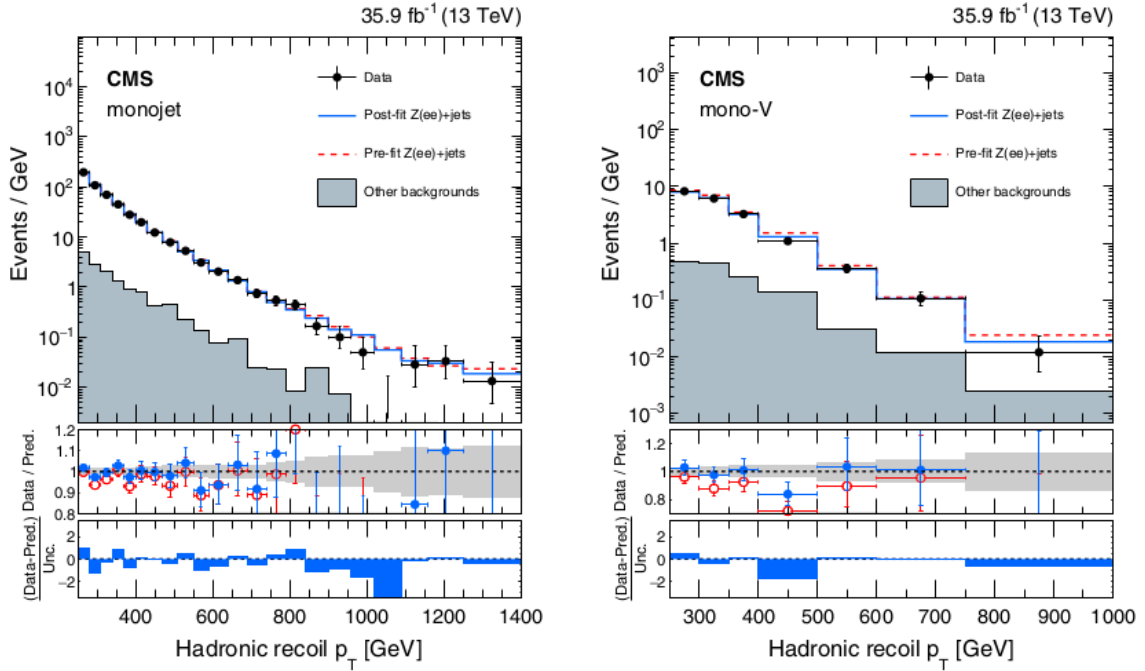 35.9 fb⁻¹ (13 TeV)
CMS
monojet
Data
Post-fit Z(ee)+jets
Pre-fit Z(ee)+jets
Other backgrounds
Events / GeV
10⁴
10³
10²
10
1
10⁻¹
10⁻²
Data / Pred.
1.2
1.1
1.0
0.9
0.8
(Data-Pred.)
Unc.
2
0
−2
400 600 800 1000 1200 1400
Hadronic recoil p_T [GeV]
35.9 fb⁻¹ (13 TeV)
CMS
mono-V
Data
Post-fit Z(ee)+jets
Pre-fit Z(ee)+jets
Other backgrounds
Events / GeV
10³
10²
10
1
10⁻¹
10⁻²
10⁻³
Data / Pred.
1.2
1
0.8
(Data-Pred.)
Unc.
2
0
−2
300 400 500 600 700 800 900 1000
Hadronic recoil p_T [GeV]